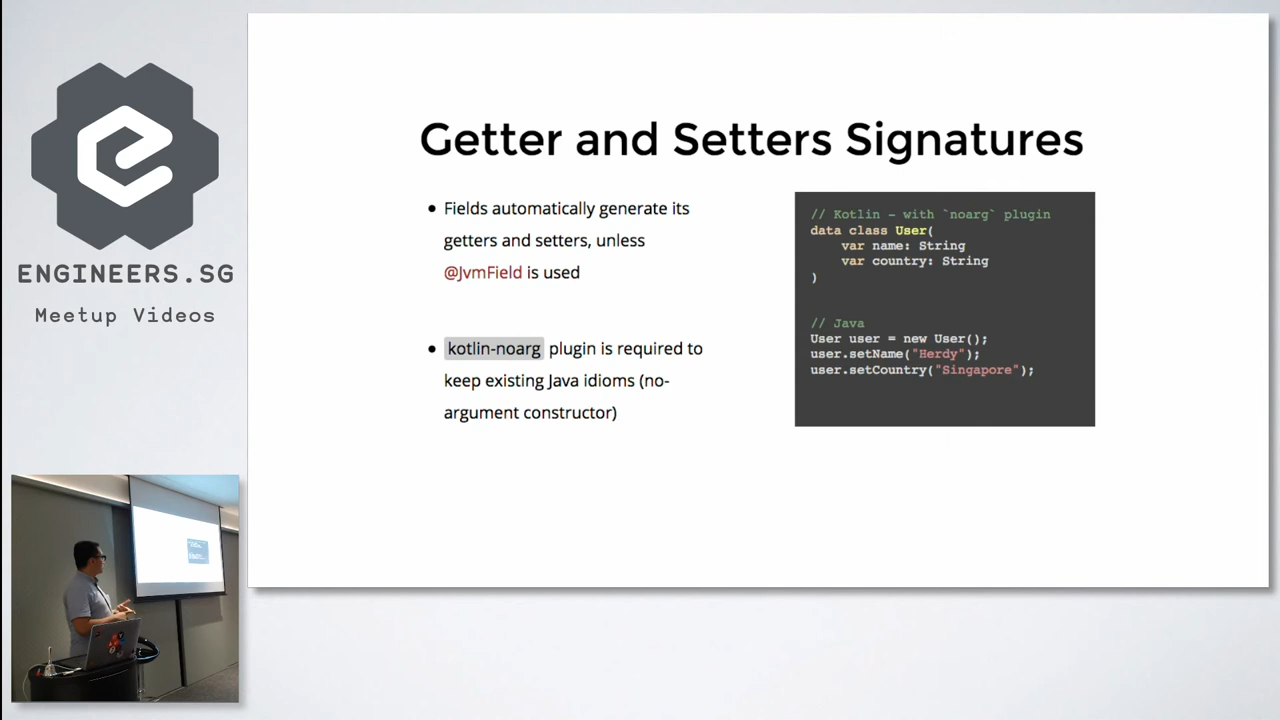 ENGINEERS.SG
Meetup Videos
Getter and Setters Signatures
• Fields automatically generate its
getters and setters, unless
@JvmField is used
• kotlin-noarg plugin is required to
keep existing Java idioms (no-
argument constructor)
// Kotlin - with `noarg` plugin
data class User(
    var name: String
    var country: String
)
// Java
User user = new User();
user.setName("Herdy");
user.setCountry("Singapore");